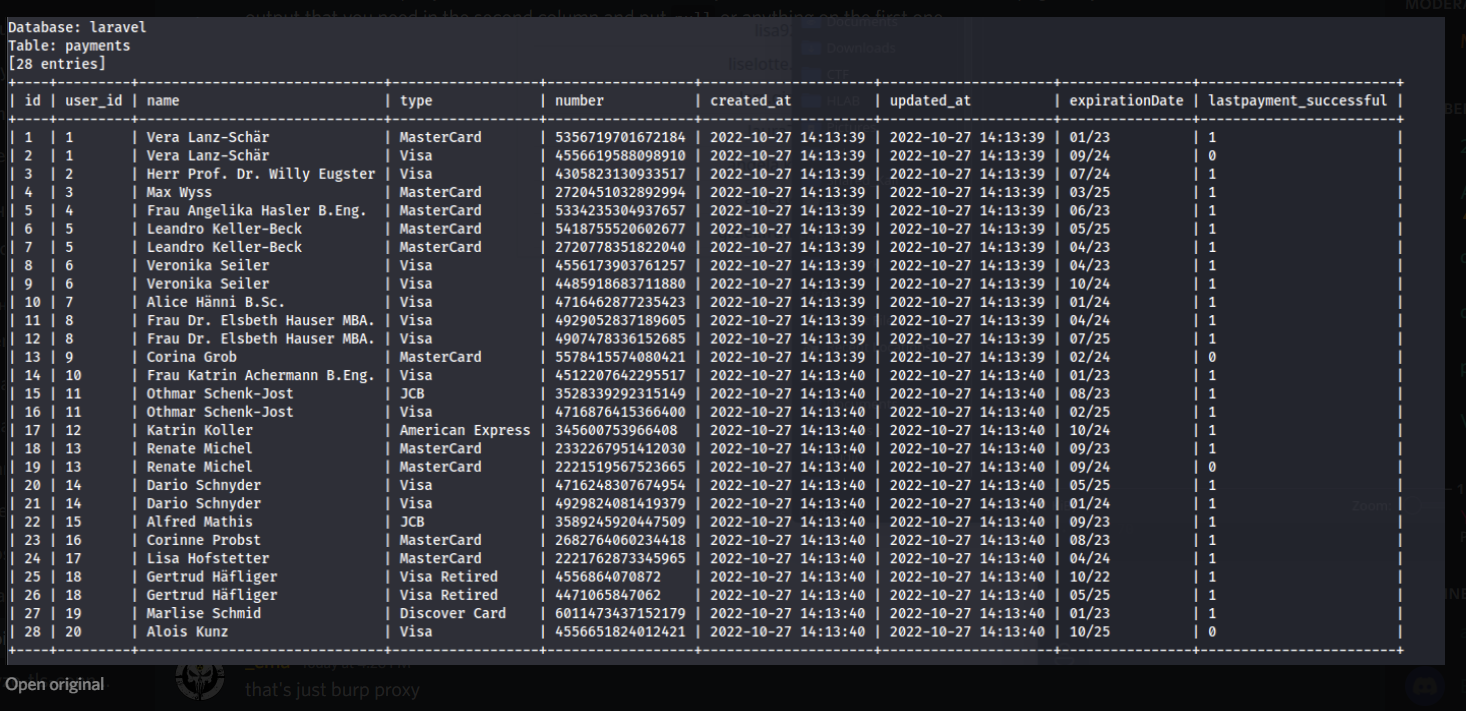 output that you need in the second column and put null or anything on the first one
Database: laravel
Table: payments
[28 entries]
+----+---------+-----------------------------+------------------+------------------+---------------------+---------------------+----------------+------------------------+
| id | user_id | name | type | number | created_at | updated_at | expirationDate | lastpayment_successful |
+----+---------+-----------------------------+------------------+------------------+---------------------+---------------------+----------------+------------------------+
| 1 | 1 | Vera Lanz-Schär | MasterCard | 5356719701672184 | 2022-10-27 14:13:39 | 2022-10-27 14:13:39 | 01/23 | 1 |
| 2 | 1 | Vera Lanz-Schär | Visa | 4556619588098910 | 2022-10-27 14:13:39 | 2022-10-27 14:13:39 | 09/24 | 0 |
| 3 | 2 | Herr Prof. Dr. Willy Eugster | Visa | 4305823130933517 | 2022-10-27 14:13:39 | 2022-10-27 14:13:39 | 07/24 | 1 |
| 4 | 3 | Max Wyss | MasterCard | 2720451032892994 | 2022-10-27 14:13:39 | 2022-10-27 14:13:39 | 03/25 | 1 |
| 5 | 4 | Frau Angelika Hasler B.Eng. | MasterCard | 5334235304937657 | 2022-10-27 14:13:39 | 2022-10-27 14:13:39 | 06/23 | 1 |
| 6 | 5 | Leandro Keller-Beck | MasterCard | 5418755520602677 | 2022-10-27 14:13:39 | 2022-10-27 14:13:39 | 05/25 | 1 |
| 7 | 5 | Leandro Keller-Beck | MasterCard | 2720778351822040 | 2022-10-27 14:13:39 | 2022-10-27 14:13:39 | 04/23 | 1 |
| 8 | 6 | Veronika Seiler | Visa | 4556173903761257 | 2022-10-27 14:13:39 | 2022-10-27 14:13:39 | 04/23 | 1 |
| 9 | 6 | Veronika Seiler | Visa | 4485918683711880 | 2022-10-27 14:13:39 | 2022-10-27 14:13:39 | 10/24 | 1 |
| 10 | 7 | Alice Hänni B.Sc. | Visa | 4716462877235423 | 2022-10-27 14:13:39 | 2022-10-27 14:13:39 | 01/24 | 1 |
| 11 | 8 | Frau Dr. Elsbeth Hauser MBA. | Visa | 4929052837189605 | 2022-10-27 14:13:39 | 2022-10-27 14:13:39 | 04/24 | 1 |
| 12 | 8 | Frau Dr. Elsbeth Hauser MBA. | Visa | 4907478336152685 | 2022-10-27 14:13:39 | 2022-10-27 14:13:39 | 07/25 | 1 |
| 13 | 9 | Corina Grob | MasterCard | 5578415574080421 | 2022-10-27 14:13:39 | 2022-10-27 14:13:39 | 02/24 | 0 |
| 14 | 10 | Frau Katrin Achermann B.Eng. | Visa | 4512207642295517 | 2022-10-27 14:13:40 | 2022-10-27 14:13:40 | 01/23 | 1 |
| 15 | 11 | Othmar Schenk-Jost | JCB | 3528339292315149 | 2022-10-27 14:13:40 | 2022-10-27 14:13:40 | 08/23 | 1 |
| 16 | 11 | Othmar Schenk-Jost | Visa | 4716876415366400 | 2022-10-27 14:13:40 | 2022-10-27 14:13:40 | 02/25 | 1 |
| 17 | 12 | Katrin Koller | American Express | 345600753966408 | 2022-10-27 14:13:40 | 2022-10-27 14:13:40 | 10/24 | 1 |
| 18 | 13 | Renate Michel | MasterCard | 2332267951412030 | 2022-10-27 14:13:40 | 2022-10-27 14:13:40 | 09/23 | 1 |
| 19 | 13 | Renate Michel | MasterCard | 2221519567523665 | 2022-10-27 14:13:40 | 2022-10-27 14:13:40 | 09/24 | 0 |
| 20 | 14 | Dario Schnyder | Visa | 4716248307674954 | 2022-10-27 14:13:40 | 2022-10-27 14:13:40 | 05/25 | 1 |
| 21 | 14 | Dario Schnyder | Visa | 4929824081419379 | 2022-10-27 14:13:40 | 2022-10-27 14:13:40 | 01/24 | 1 |
| 22 | 15 | Alfred Mathis | JCB | 3589245920447509 | 2022-10-27 14:13:40 | 2022-10-27 14:13:40 | 09/23 | 1 |
| 23 | 16 | Corinne Probst | MasterCard | 2682764060234418 | 2022-10-27 14:13:40 | 2022-10-27 14:13:40 | 08/23 | 1 |
| 24 | 17 | Lisa Hofstetter | MasterCard | 2221762873345965 | 2022-10-27 14:13:40 | 2022-10-27 14:13:40 | 04/24 | 1 |
| 25 | 18 | Gertrud Häfliger | Visa Retired | 4556864070872 | 2022-10-27 14:13:40 | 2022-10-27 14:13:40 | 10/22 | 1 |
| 26 | 18 | Gertrud Häfliger | Visa Retired | 4471065847062 | 2022-10-27 14:13:40 | 2022-10-27 14:13:40 | 05/25 | 1 |
| 27 | 19 | Marlise Schmid | Discover Card | 6011473437152179 | 2022-10-27 14:13:40 | 2022-10-27 14:13:40 | 01/23 | 1 |
| 28 | 20 | Alois Kunz | Visa | 4556651824012421 | 2022-10-27 14:13:40 | 2022-10-27 14:13:40 | 10/25 | 0 |
+----+---------+-----------------------------+------------------+------------------+---------------------+---------------------+----------------+------------------------+
Open original
that's just burp proxy